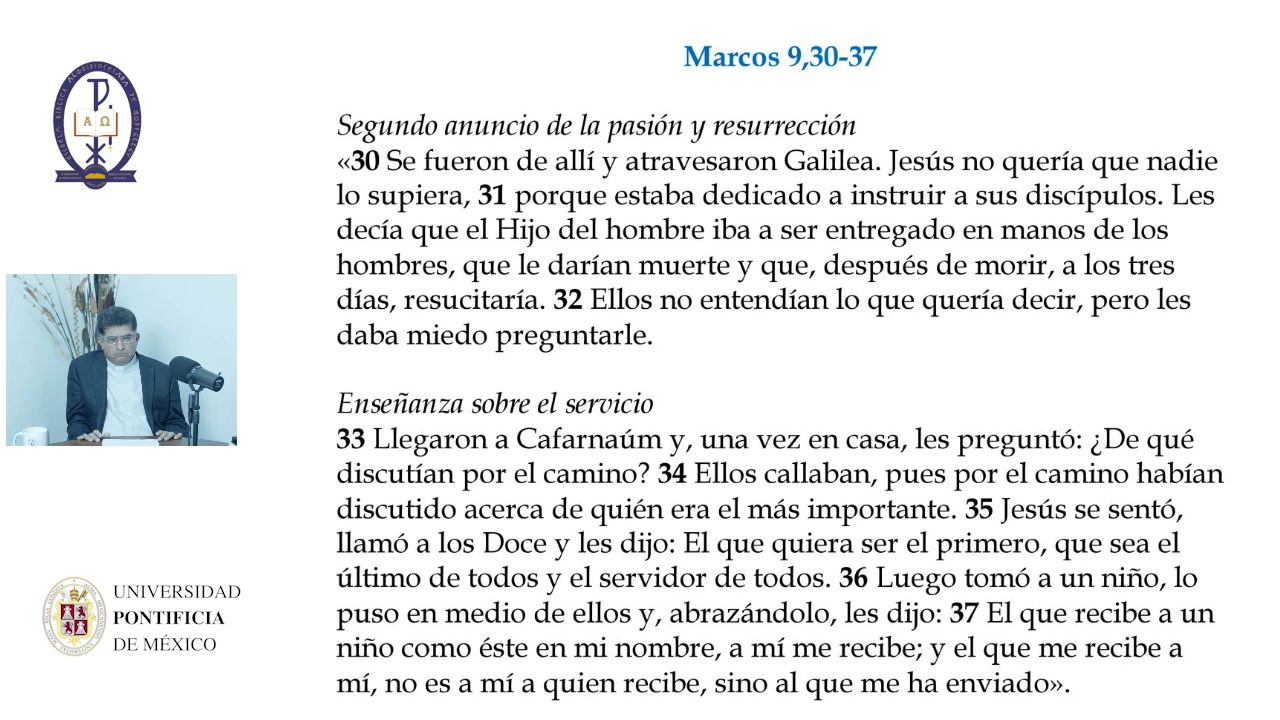 Marcos 9,30-37
Segundo anuncio de la pasión y resurrección
«30 Se fueron de allí y atravesaron Galilea. Jesús no quería que nadie
lo supiera, 31 porque estaba dedicado a instruir a sus discípulos. Les
decía que el Hijo del hombre iba a ser entregado en manos de los
hombres, que le darían muerte y que, después de morir, a los tres
días, resucitaría. 32 Ellos no entendían lo que quería decir, pero les
daba miedo preguntarle.
Enseñanza sobre el servicio
33 Llegaron a Cafarnaúm y, una vez en casa, les preguntó: ¿De qué
discutían por el camino? 34 Ellos callaban, pues por el camino habían
discutido acerca de quién era el más importante. 35 Jesús se sentó,
llamó a los Doce y les dijo: El que quiera ser el primero, que sea el
último de todos y el servidor de todos. 36 Luego tomó a un niño, lo
puso en medio de ellos y, abrazándolo, les dijo: 37 El que recibe a un
niño como éste en mi nombre, a mí me recibe; y el que me recibe a
mí, no es a mí a quien recibe, sino al que me ha enviado».
Α Ω
UNIVERSIDAD
PONTIFICIA
DE MÉXICO